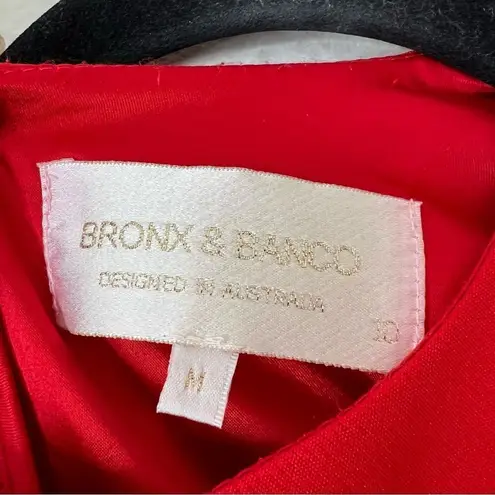 BRONX & BANCO
DESIGNED IN AUSTRALIA
10
M